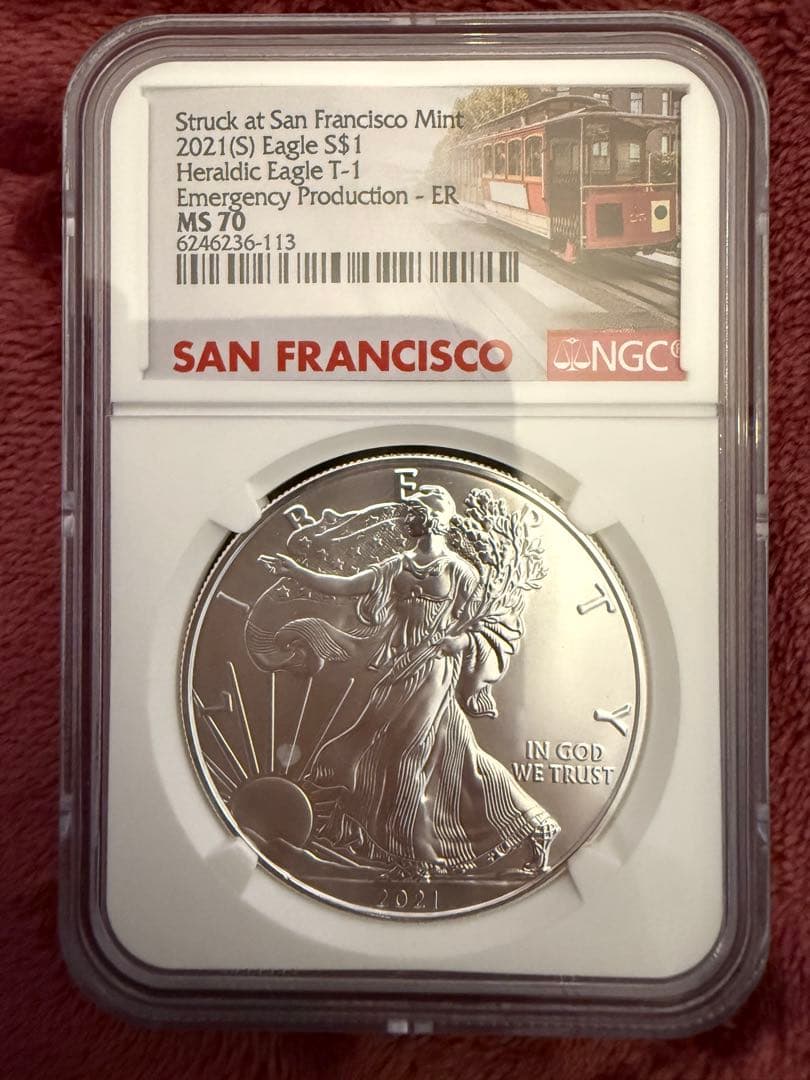 Struck at San Francisco Mint
2021(S) Eagle S$1
Heraldic Eagle T-1
Emergency Production - ER
MS 70
6246236-113
SAN FRANCISCO
NGC®
LIBERTY
IN GOD
WE TRUST
2021